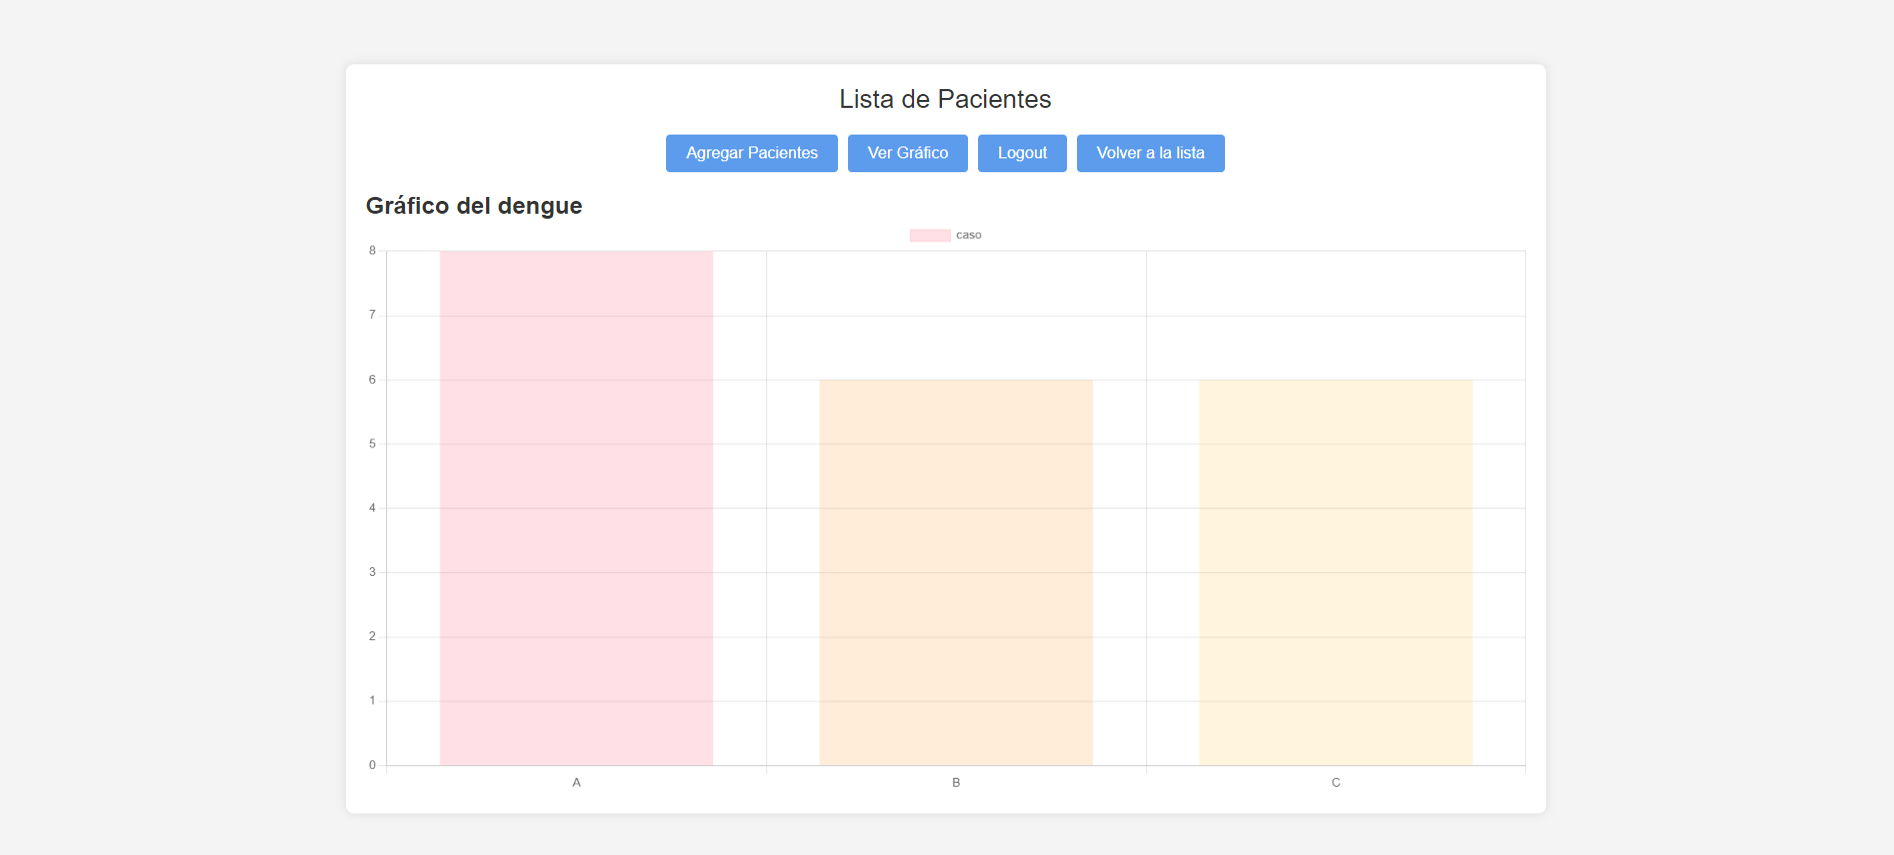 Lista de Pacientes
Agregar Pacientes Ver Gráfico Logout Volver a la lista
Gráfico del dengue
caso
8
7
6
5
4
3
2
1
0
A B C